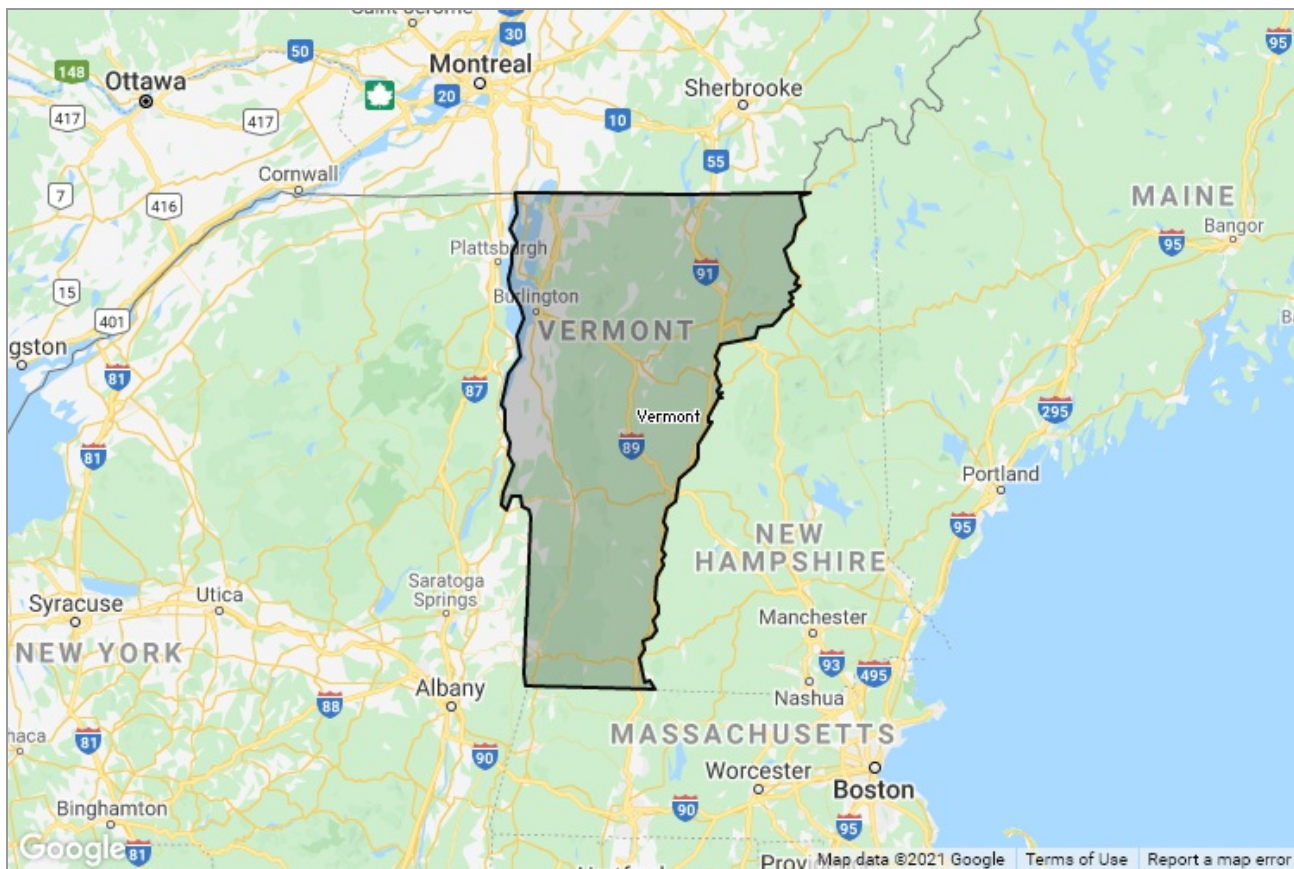 Saint-Jérôme
50
30
148
Ottawa
Montreal
20
Sherbrooke
95
417
417
10
55
Cornwall
7
416
MAINE
Bangor
95
Plattsburgh
15
91
Burlington
401
VERMONT
gston
81
87
295
Vermont
81
89
Portland
95
NEW
HAMPSHIRE
Saratoga
Springs
Syracuse
Utica
Manchester
NEW YORK
93
495
Albany
Nashua
88
MASSACHUSETTS
haca
81
90
Worcester
Boston
Binghamton
90
95
Google
81
Map data ©2021 Google
Terms of Use
Report a map error